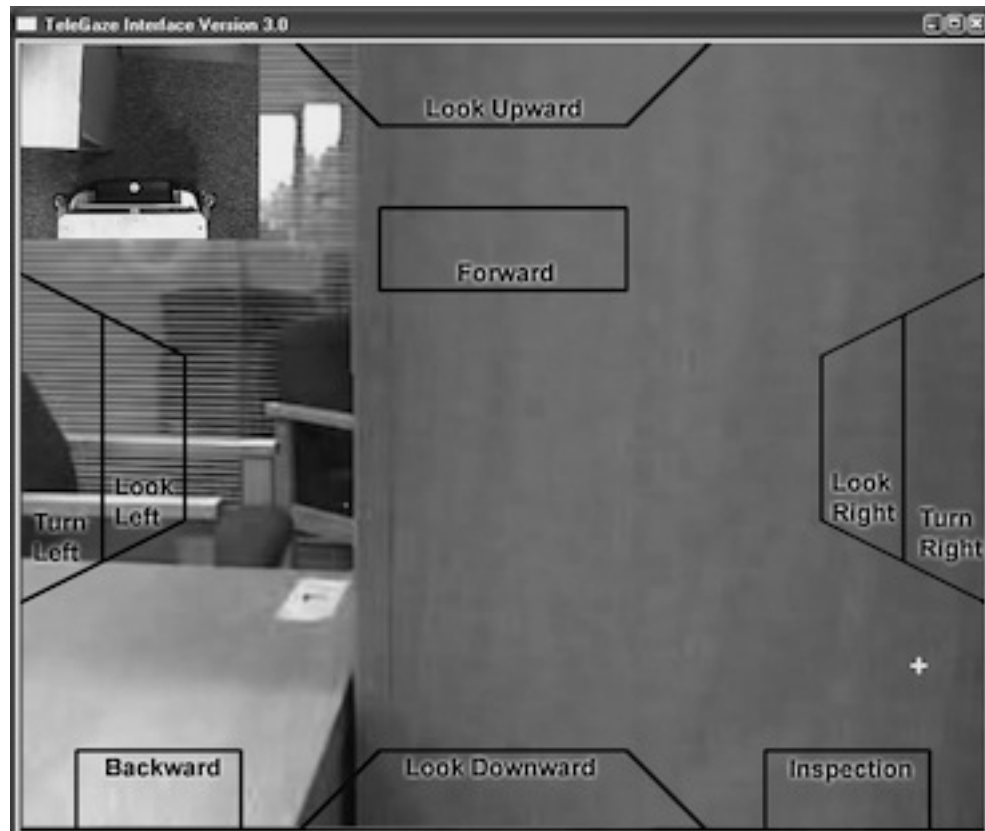 TeleGaze Interface Version 3.0
Look Upward
Forward
Look
Left
Turn
Left
Look
Right
Turn
Right
Backward
Look Downward
Inspection